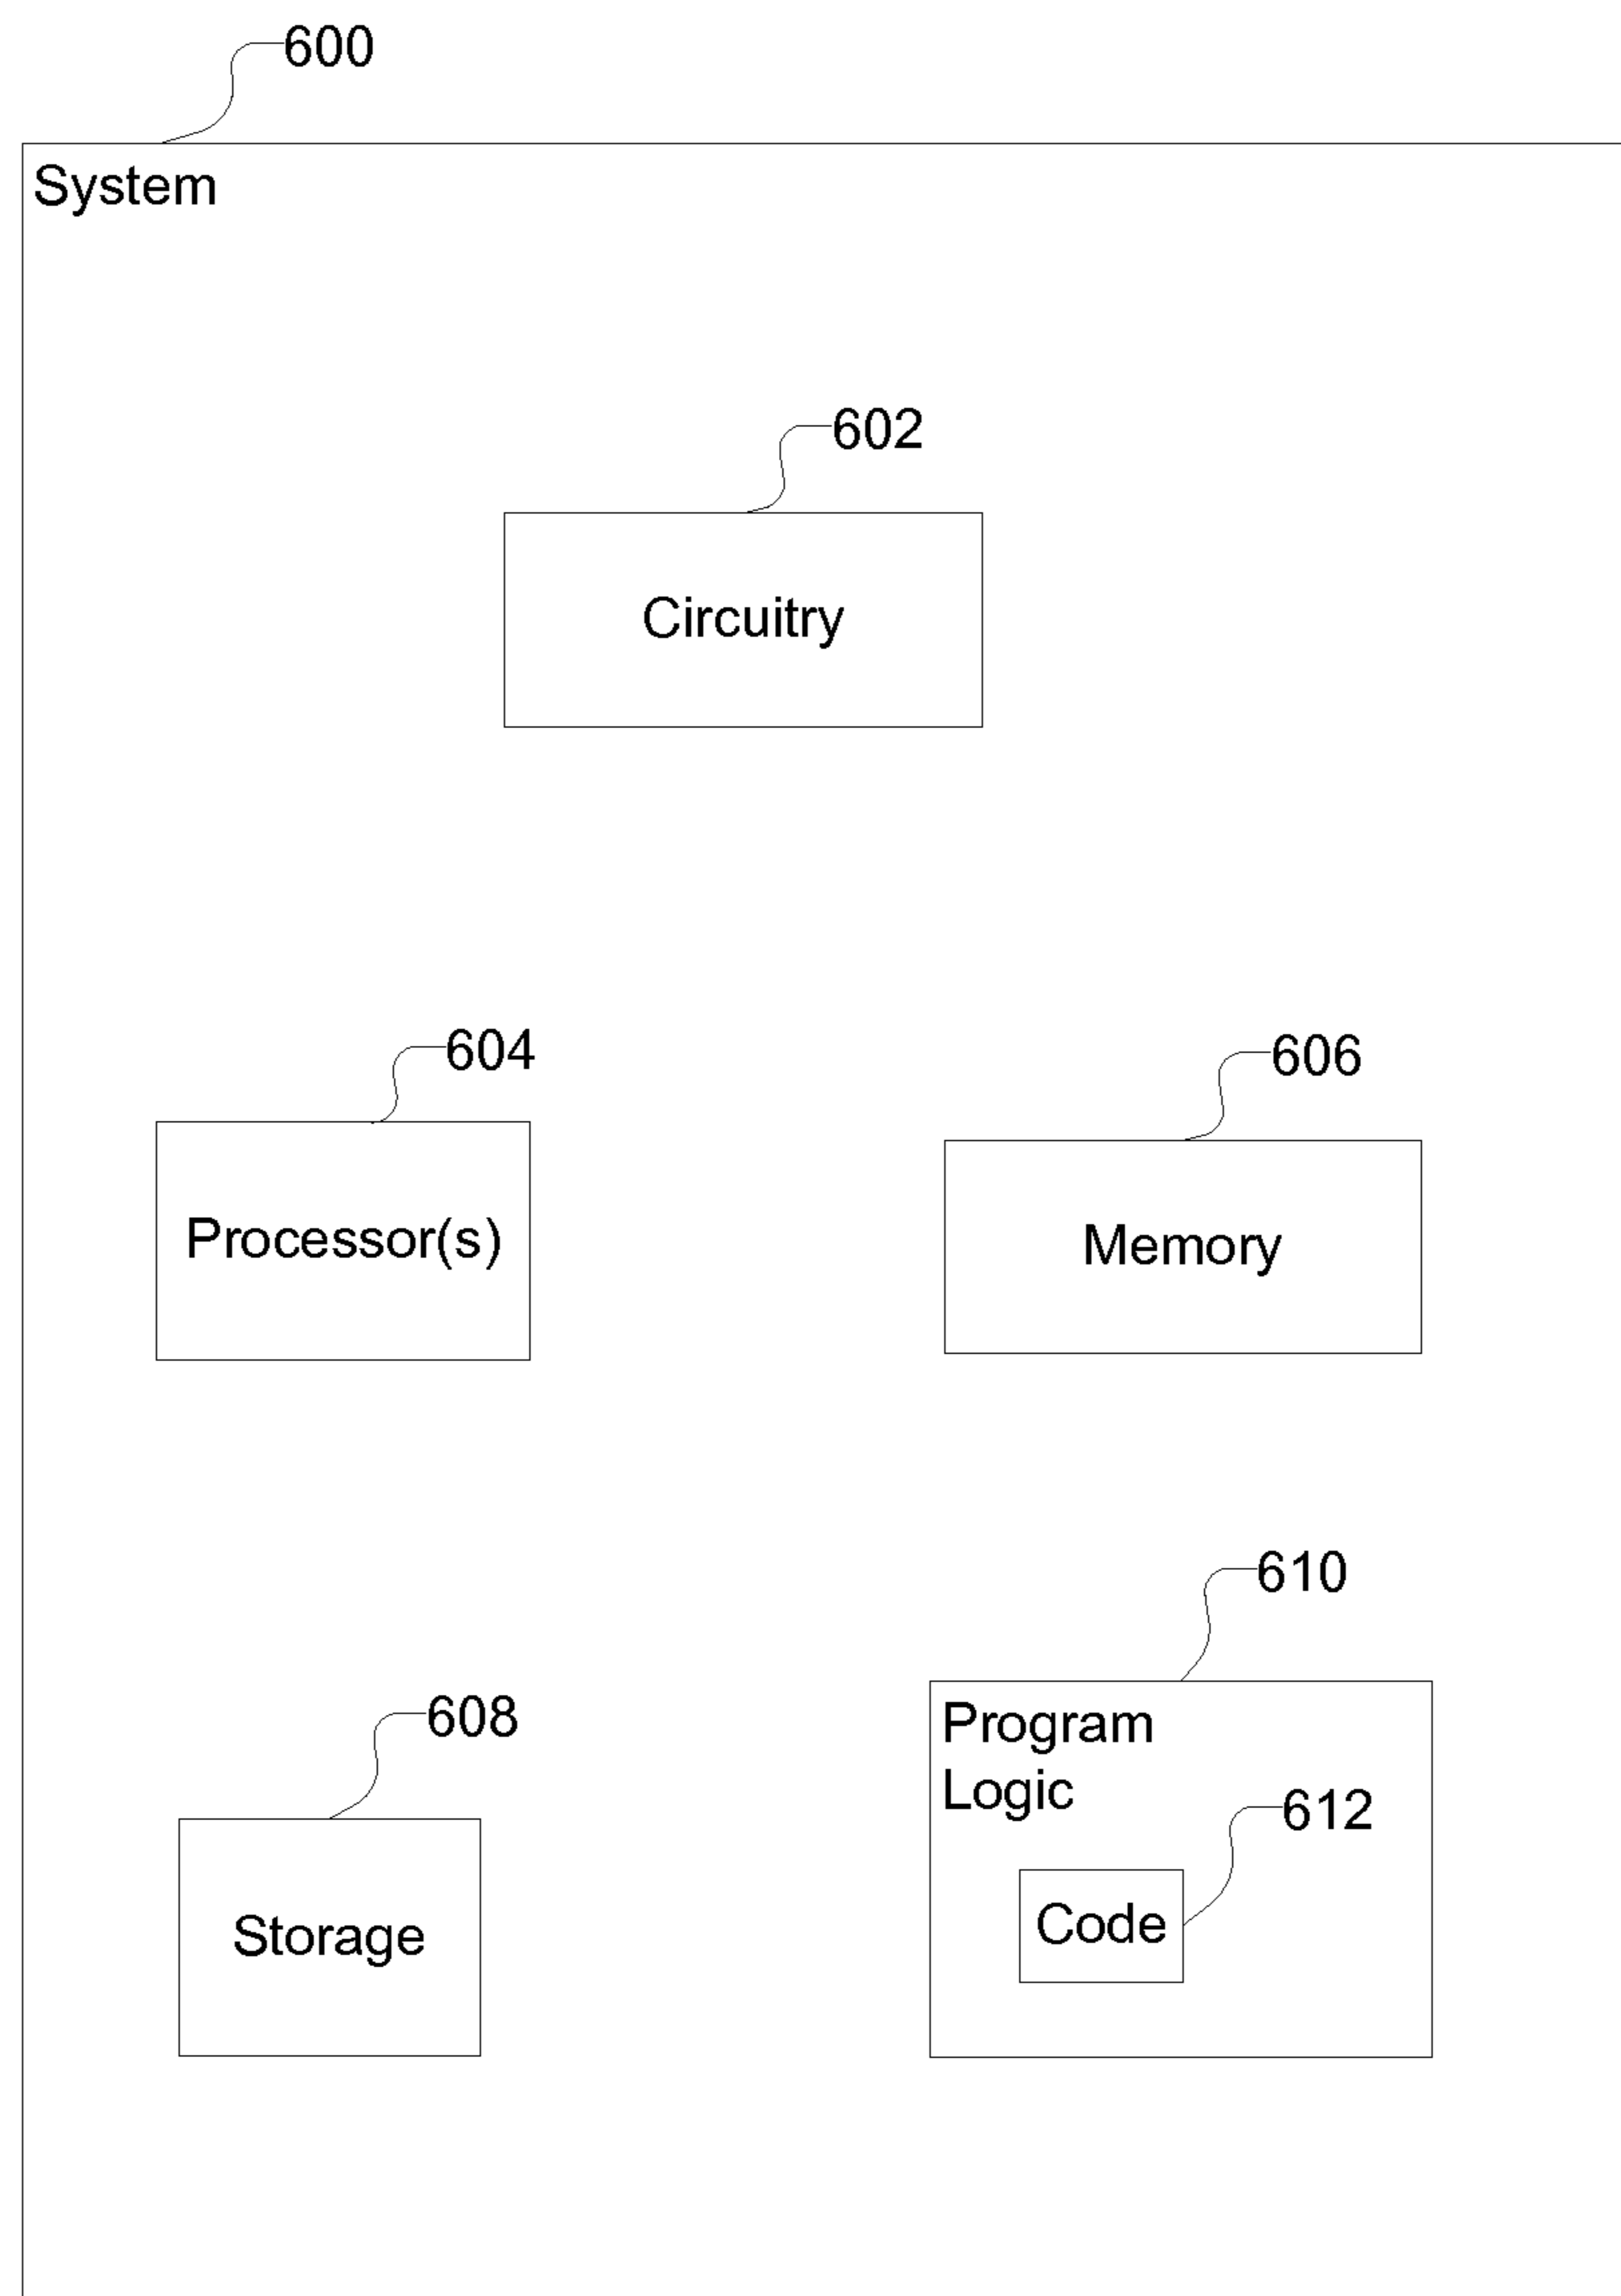 600
System
602
Circuitry
604
606
Processor(s)
Memory
610
608
Program
Logic
612
Code
Storage